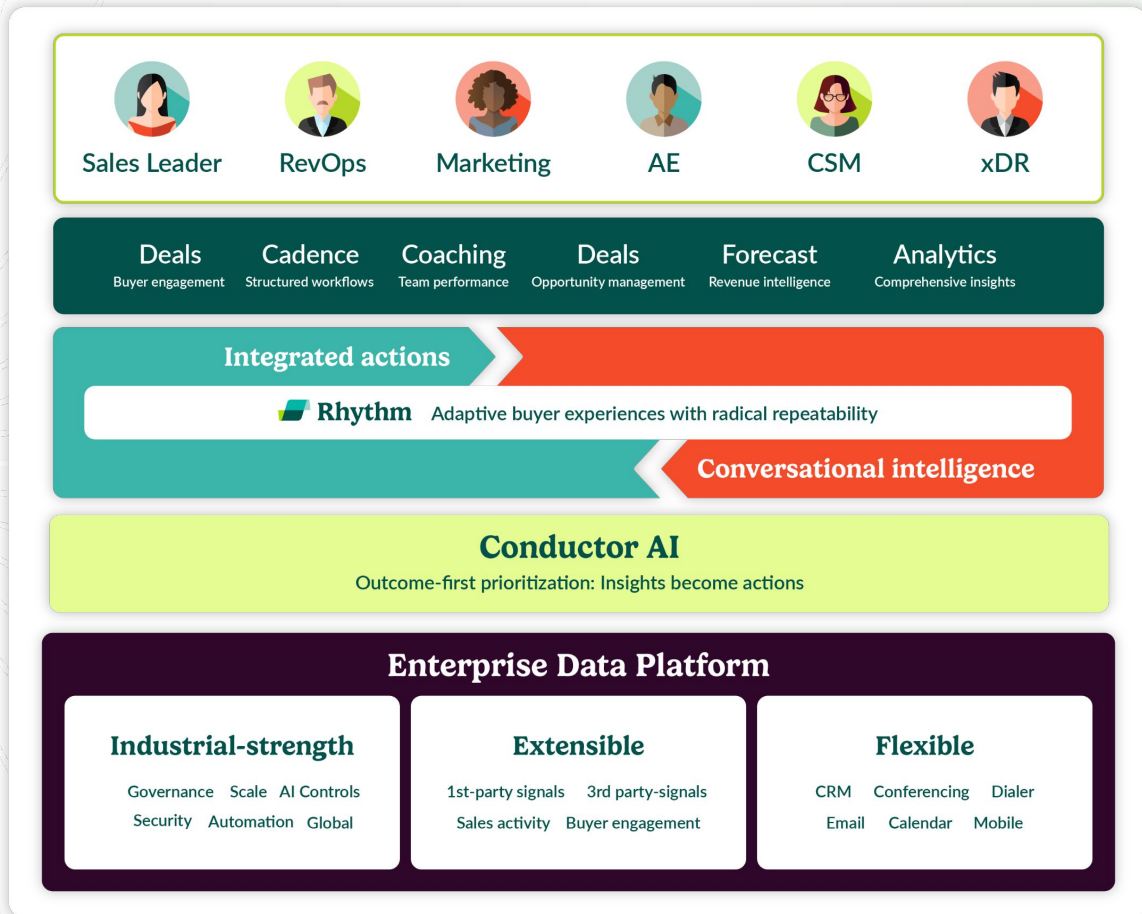 Sales Leader RevOps Marketing AE CSM xDR
Deals Cadence Coaching Deals Forecast Analytics
Buyer engagement Structured workflows Team performance Opportunity management Revenue intelligence Comprehensive insights
Integrated actions
Rhythm Adaptive buyer experiences with radical repeatability
Conversational intelligence
Conductor AI
Outcome-first prioritization: Insights become actions
Enterprise Data Platform
Industrial-strength
Governance Scale AI Controls
Security Automation Global
Extensible
1st-party signals 3rd party-signals
Sales activity Buyer engagement
Flexible
CRM Conferencing Dialer
Email Calendar Mobile